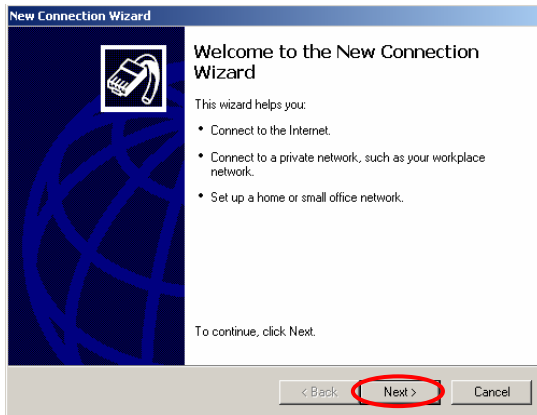 New Connection Wizard
Welcome to the New Connection
Wizard
This wizard helps you:
• Connect to the Internet.
• Connect to a private network, such as your workplace
network.
• Set up a home or small office network.
To continue, click Next.
< Back
Next >
Cancel